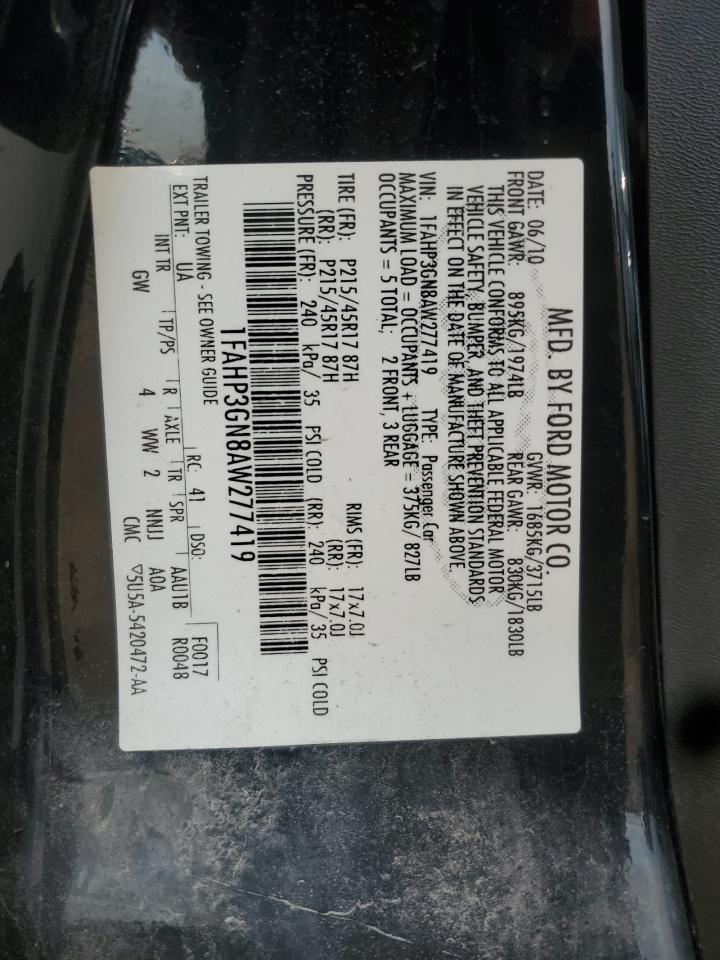 MFD. BY FORD MOTOR CO.
DATE: 06/10 GVWR: 1685KG/3715LB
FRONT GAWR: 895KG/1974LB REAR GAWR: 830KG/1830LB
THIS VEHICLE CONFORMS TO ALL APPLICABLE FEDERAL MOTOR
VEHICLE SAFETY, BUMPER, AND THEFT PREVENTION STANDARDS
IN EFFECT ON THE DATE OF MANUFACTURE SHOWN ABOVE.
VIN: 1FAHP3GN8AW277419 TYPE: Passenger Car
MAXIMUM LOAD = OCCUPANTS + LUGGAGE = 375KG/ 827LB
OCCUPANTS = 5 TOTAL, 2 FRONT, 3 REAR
TIRE (FR): P215/45R17 87H RIMS (FR): 17x7.0J
(RR): P215/45R17 87H (RR): 17x7.0J
PRESSURE (FR): 240 kPa/ 35 PSI COLD (RR): 240 kPa/ 35 PSI COLD
1FAHP3GN8AW277419
TRAILER TOWING - SEE OWNER GUIDE
F0017
EXT PNT: UA RC: 41 DSO: R0048
INT TR TP/PS R AXLE TR SPR AAU1B
GW 4 WW 2 NNJJ A0A
CMC ▽5U5A-5420472-AA